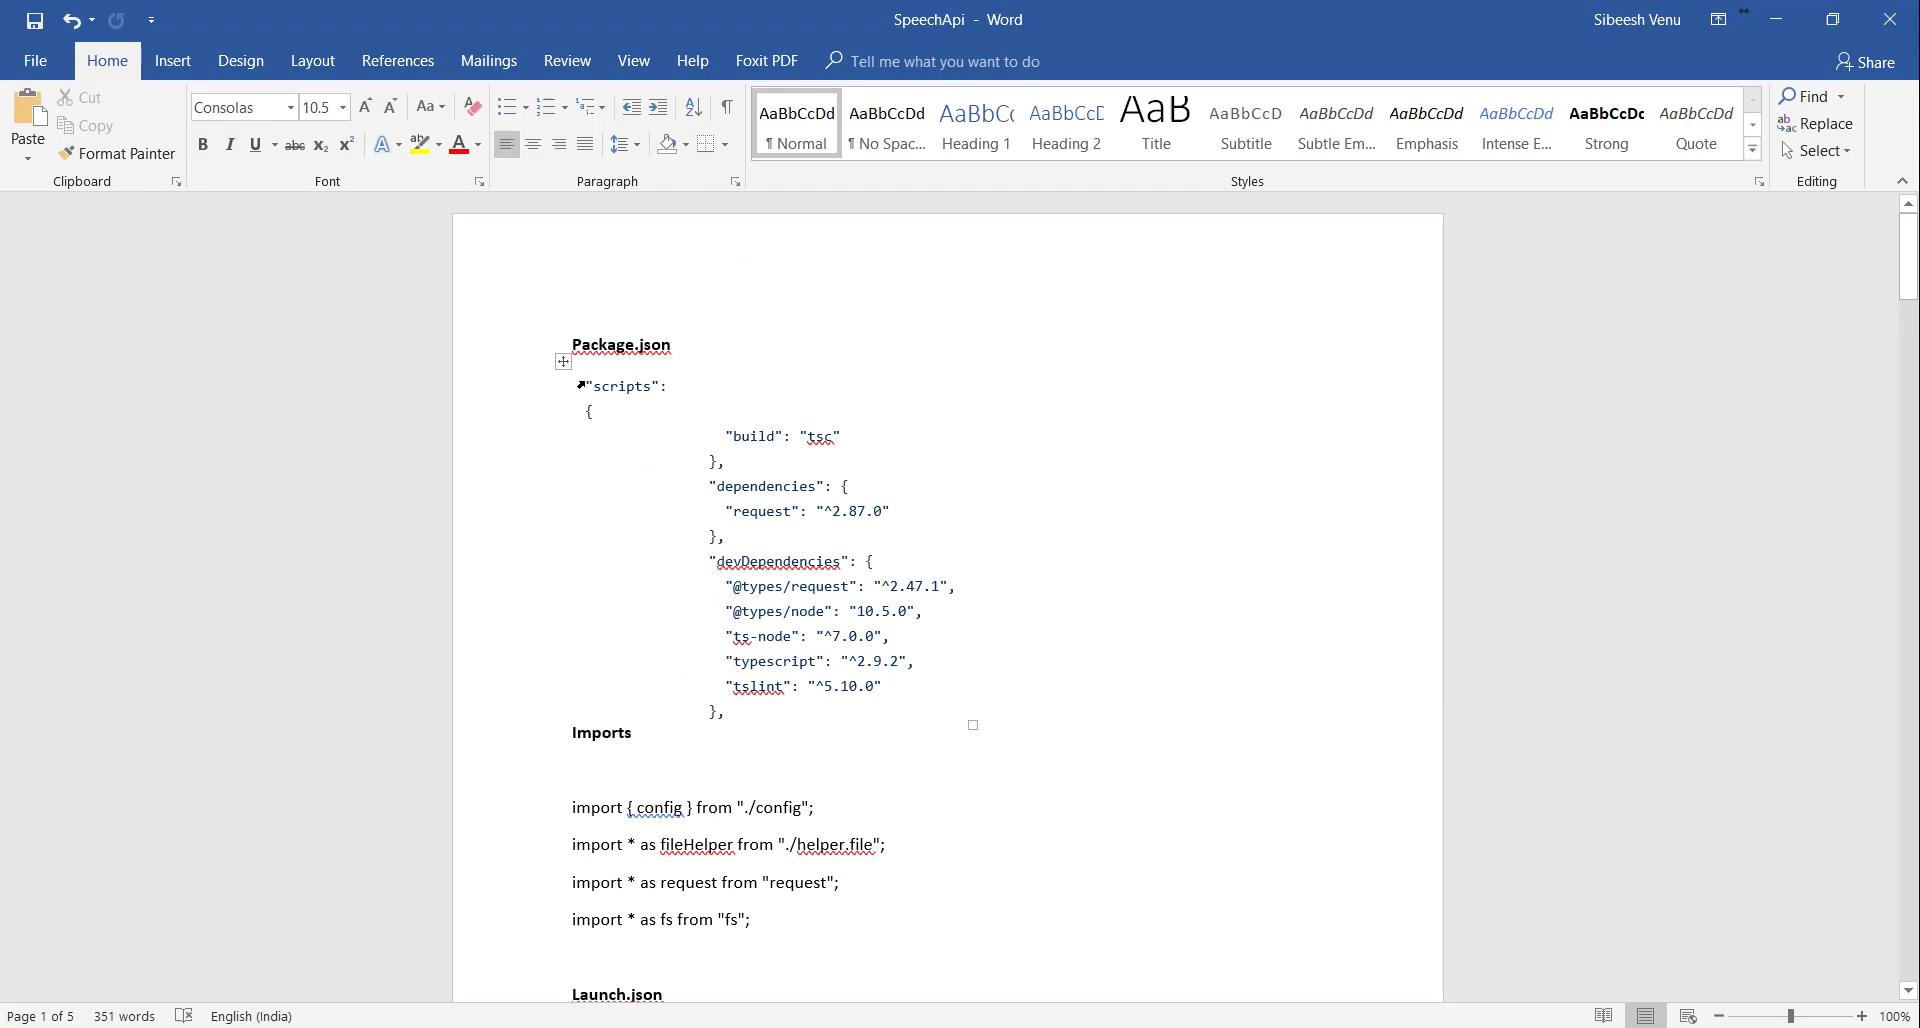 SpeechApi - Word
Sibeesh Venu
File Home Insert Design Layout References Mailings Review View Help Foxit PDF Tell me what you want to do Share
Paste
Cut
Copy
Format Painter
Clipboard
Consolas 10.5
Aa
B I U abc x₂ x²
A
Font
Paragraph
AaBbCcDd AaBbCcDd AaBbC AaBbCcD AaB AaBbCcD AaBbCcDd AaBbCcDd AaBbCcDd AaBbCcDc AaBbCcDd
¶ Normal ¶ No Spac... Heading 1 Heading 2 Title Subtitle Subtle Em... Emphasis Intense E... Strong Quote
Styles
Find
Replace
Select
Editing
Package.json
"scripts":
{
"build": "tsc"
},
"dependencies": {
"request": "^2.87.0"
},
"devDependencies": {
"@types/request": "^2.47.1",
"@types/node": "10.5.0",
"ts-node": "^7.0.0",
"typescript": "^2.9.2",
"tslint": "^5.10.0"
},
Imports
import { config } from "./config";
import * as fileHelper from "./helper.file";
import * as request from "request";
import * as fs from "fs";
Launch.json
Page 1 of 5 351 words English (India) 100%